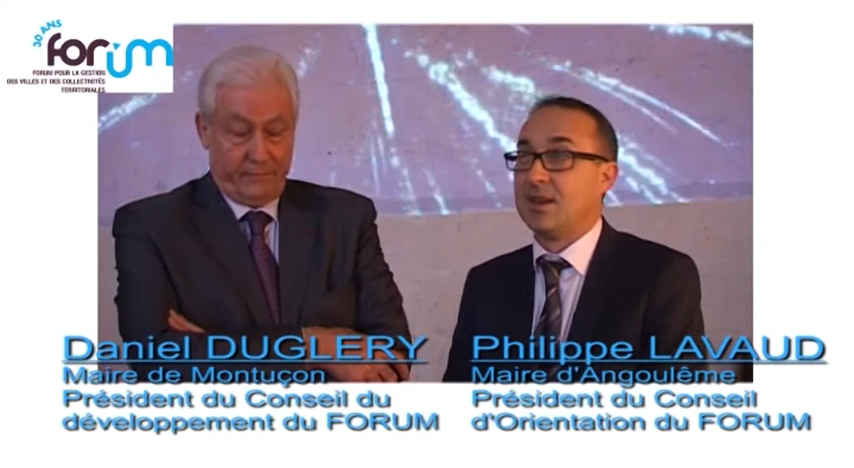 30 ANS
forum
FORUM POUR LA GESTION
DES VILLES ET DES COLLECTIVITÉS
TERRITORIALES
Daniel DUGLERY
Maire de Montuçon
Président du Conseil du
développement du FORUM
Philippe LAVAUD
Maire d'Angoulême
Président du Conseil
d'Orientation du FORUM